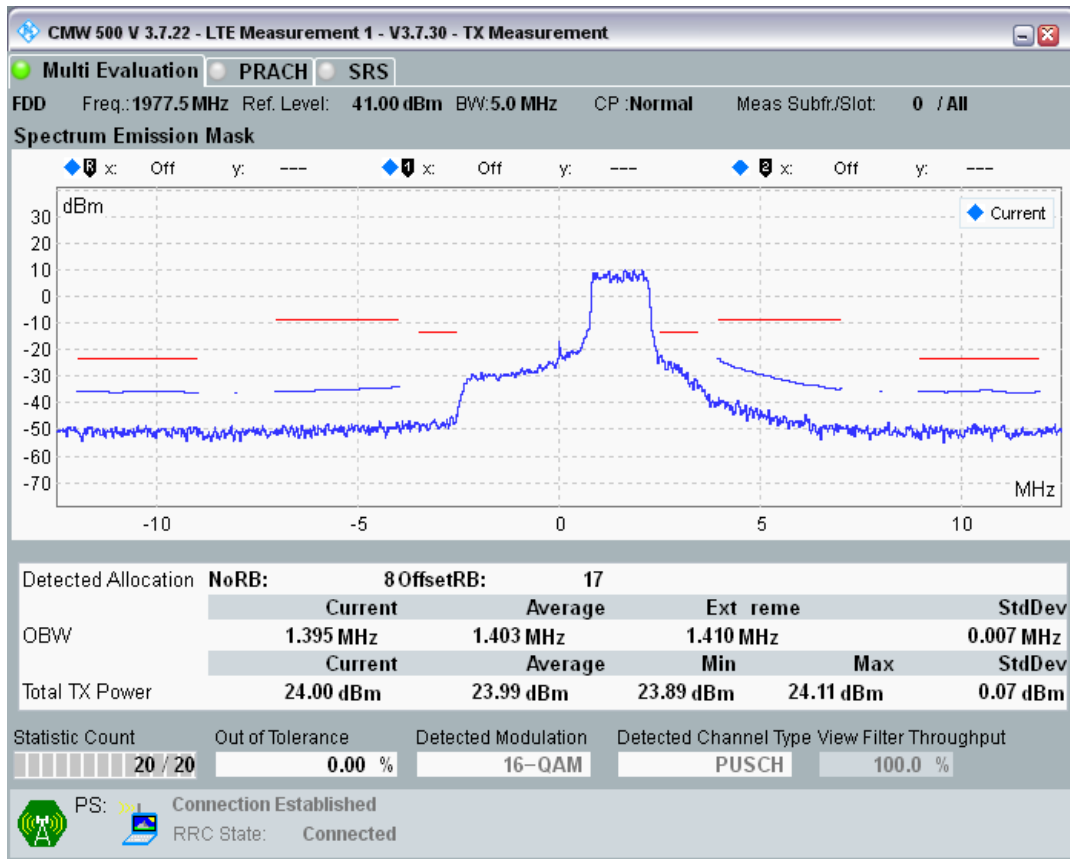 CMW 500 V 3.7.22 - LTE Measurement 1 - V3.7.30 - TX Measurement
Multi Evaluation PRACH SRS
FDD Freq.:1977.5 MHz Ref. Level: 41.00 dBm BW:5.0 MHz CP :Normal Meas Subfr./Slot: 0 / All
Spectrum Emission Mask
R x: Off y: --- 1 x: Off y: --- 2 x: Off y: ---
dBm
Current
30
20
10
0
-10
-20
-30
-40
-50
-60
-70
MHz
-10 -5 0 5 10
Detected Allocation NoRB: 8 OffsetRB: 17
Current Average Ext reme StdDev
OBW 1.395 MHz 1.403 MHz 1.410 MHz 0.007 MHz
Current Average Min Max StdDev
Total TX Power 24.00 dBm 23.99 dBm 23.89 dBm 24.11 dBm 0.07 dBm
Statistic Count Out of Tolerance Detected Modulation Detected Channel Type View Filter Throughput
20 / 20 0.00 % 16-QAM PUSCH 100.0 %
PS: Connection Established
RRC State: Connected